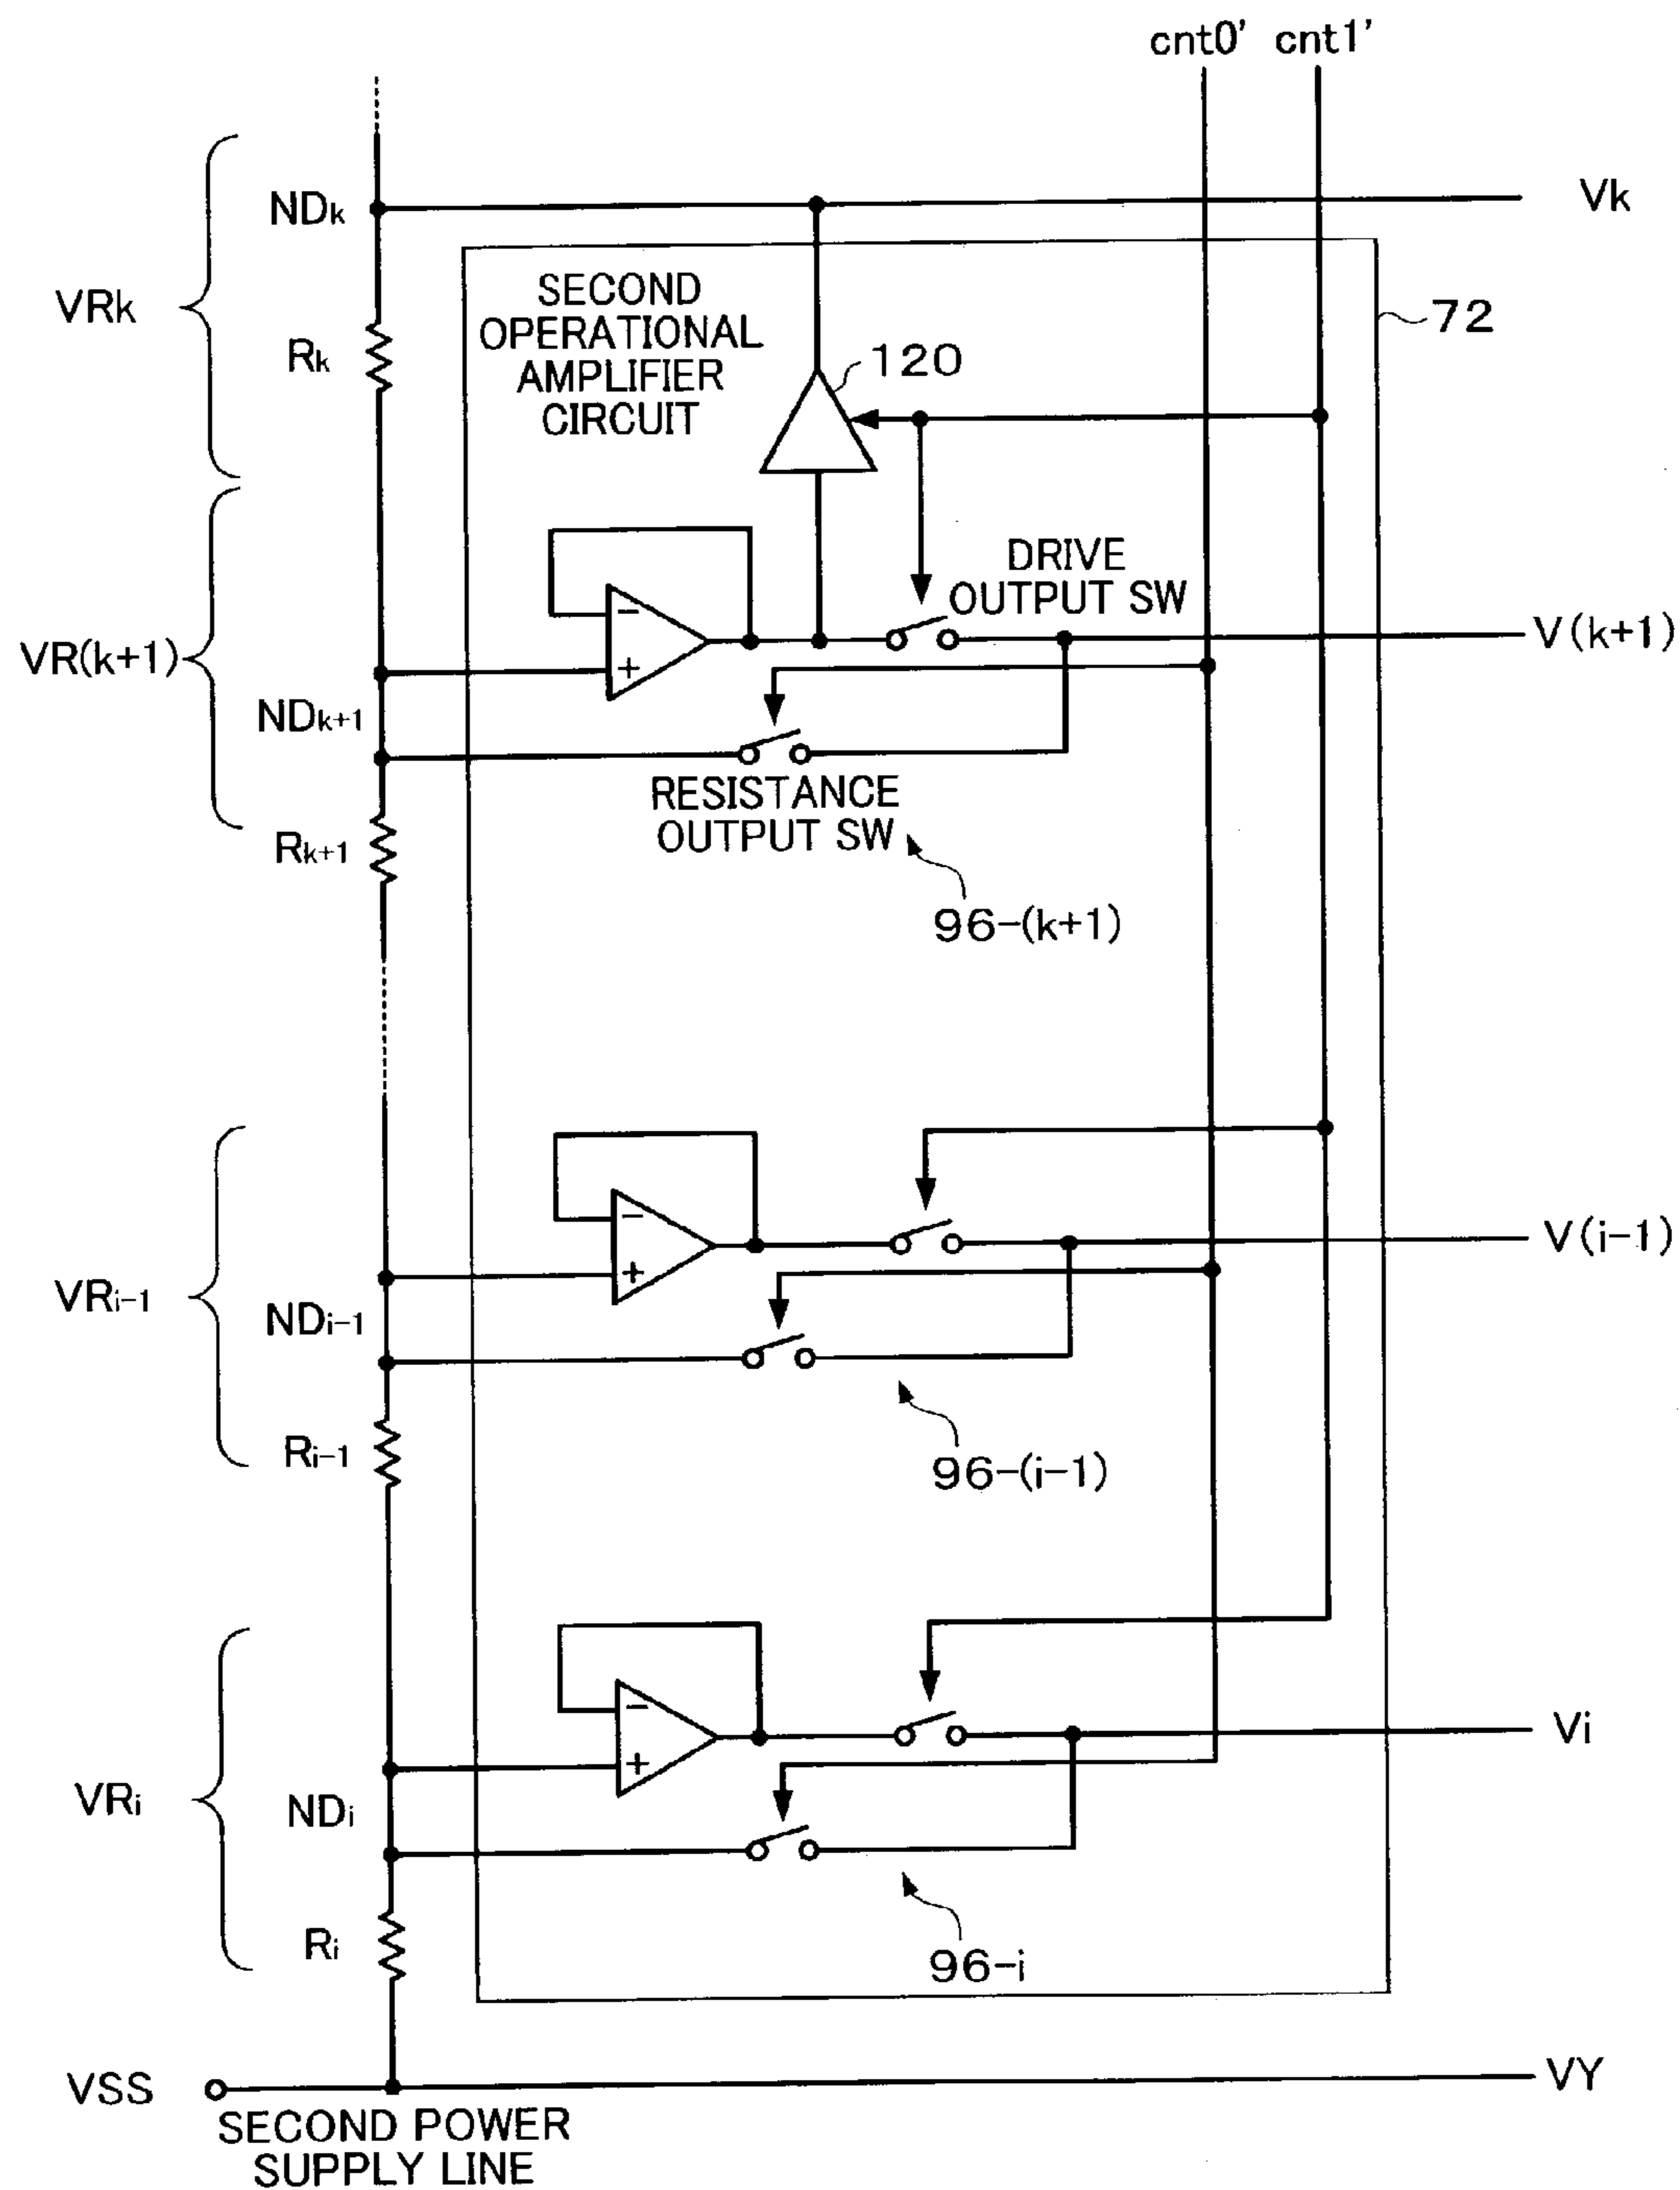 cnt0' cnt1'
NDk
Vk
VRk
SECOND
OPERATIONAL
AMPLIFIER
CIRCUIT
72
Rk
120
VR(k+1)
DRIVE
OUTPUT SW
V(k+1)
−
+
NDk+1
RESISTANCE
OUTPUT SW
Rk+1
96-(k+1)
−
+
V(i-1)
VRi-1
NDi-1
Ri-1
96-(i-1)
−
+
Vi
VRi
NDi
Ri
96-i
VSS
VY
SECOND POWER
SUPPLY LINE